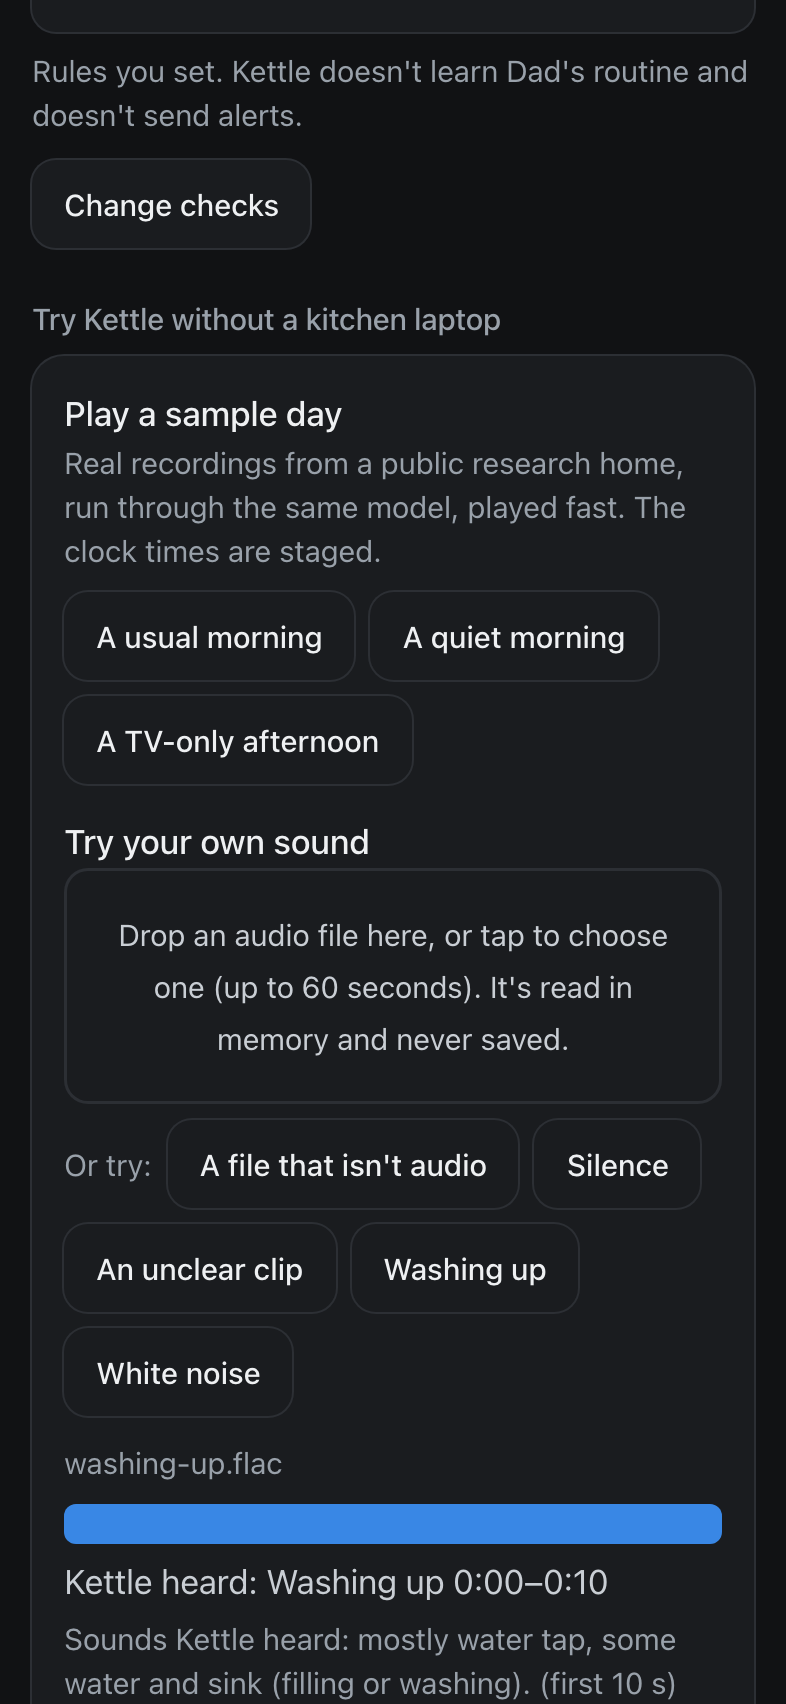 Rules you set. Kettle doesn't learn Dad's routine and
doesn't send alerts.
Change checks
Try Kettle without a kitchen laptop
Play a sample day
Real recordings from a public research home,
run through the same model, played fast. The
clock times are staged.
A usual morning
A quiet morning
A TV-only afternoon
Try your own sound
Drop an audio file here, or tap to choose
one (up to 60 seconds). It's read in
memory and never saved.
Or try:
A file that isn't audio
Silence
An unclear clip
Washing up
White noise
washing-up.flac
Kettle heard: Washing up 0:00–0:10
Sounds Kettle heard: mostly water tap, some
water and sink (filling or washing). (first 10 s)